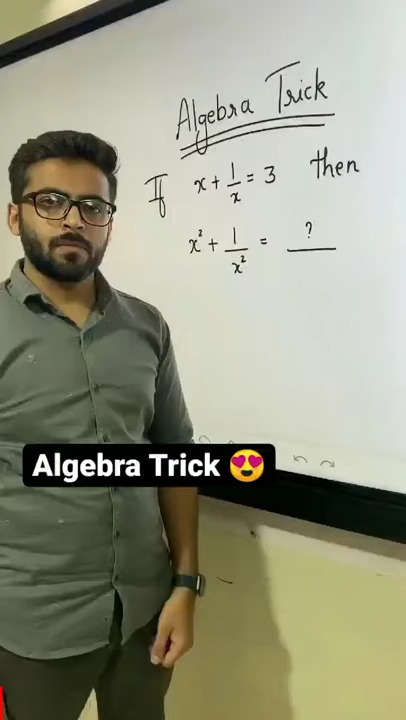 Algebra Trick
If x + 1/x = 3 then
x² + 1/x² = ?
Algebra Trick 😍